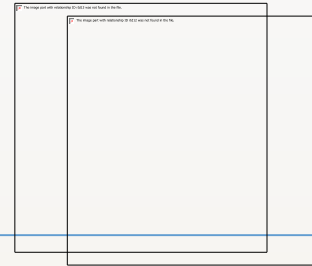 The image part with relationship ID rId13 was not found in the file.
The image part with relationship ID rId12 was not found in the file.